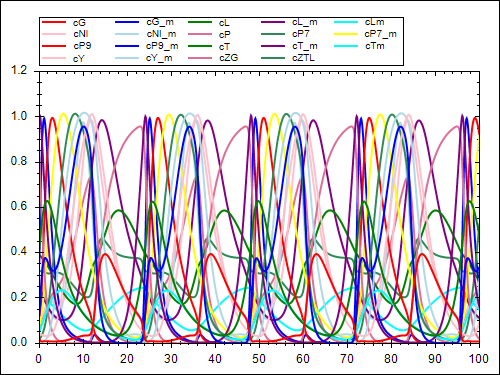 cG cG_m cL cL_m cLm
cNI cNI_m cP cP7 cP7_m
cP9 cP9_m cT cT_m cTm
cY cY_m cZG cZTL
1.2
1.0
0.8
0.6
0.4
0.2
0.0
0 10 20 30 40 50 60 70 80 90 100